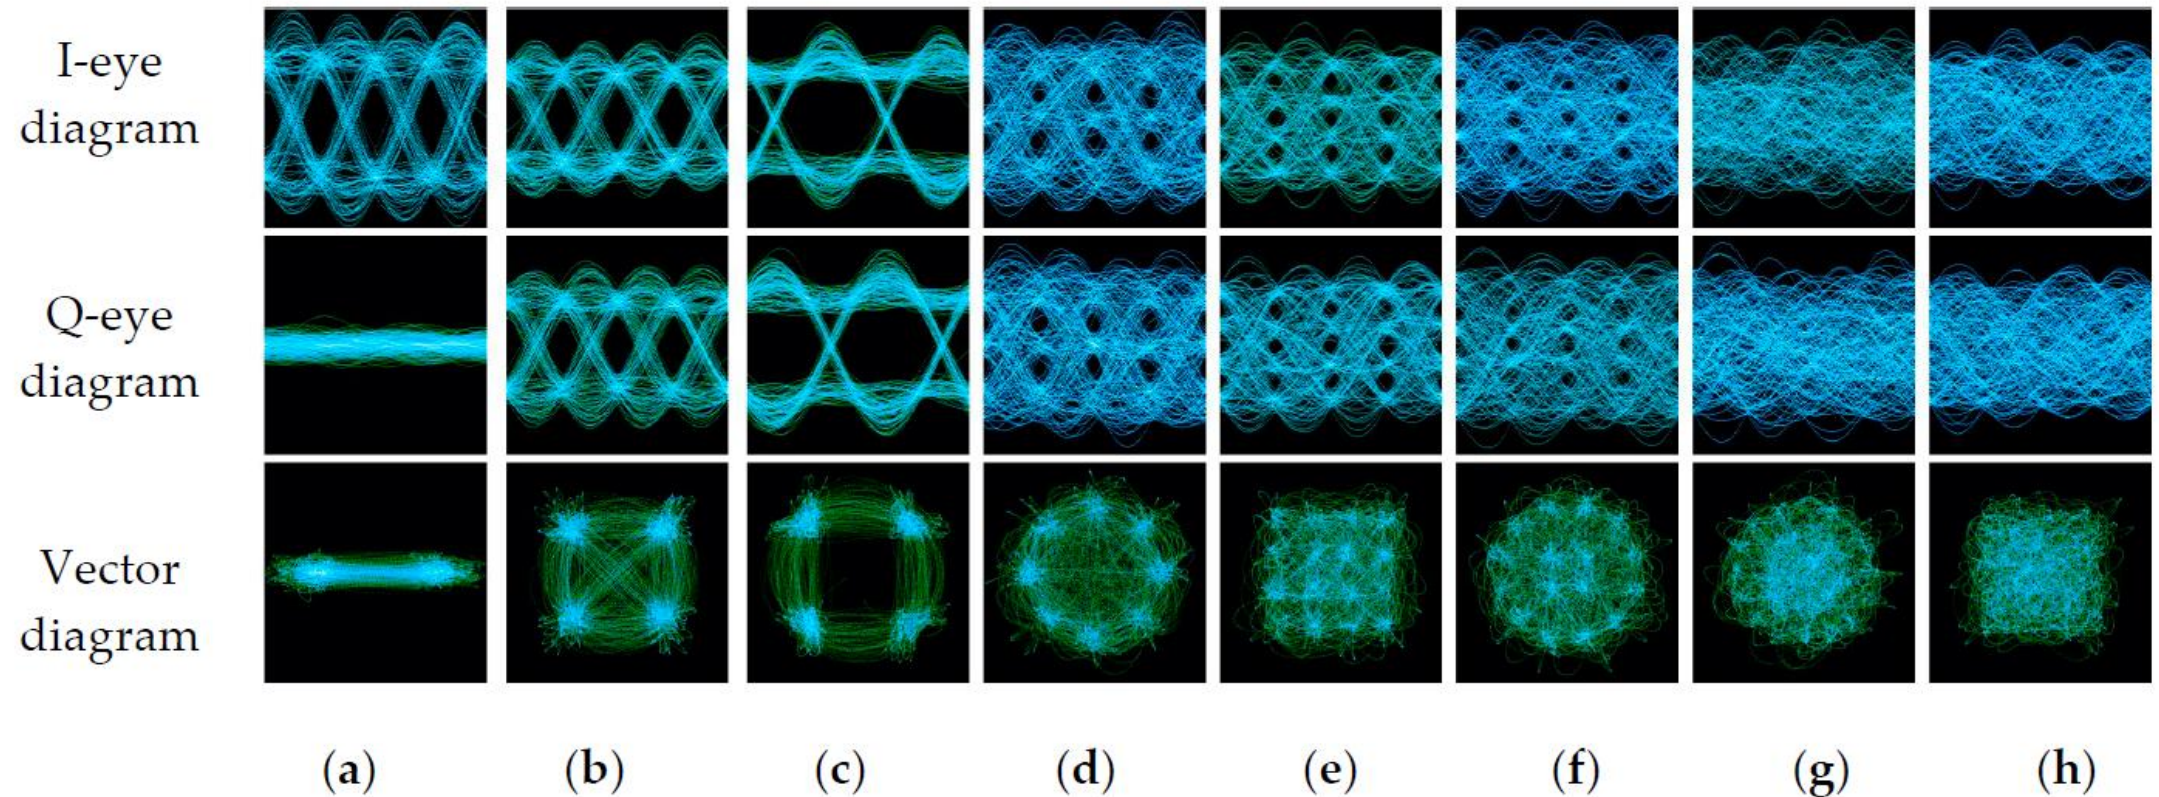 I-eye
diagram
Q-eye
diagram
Vector
diagram
(a) (b) (c) (d) (e) (f) (g) (h)